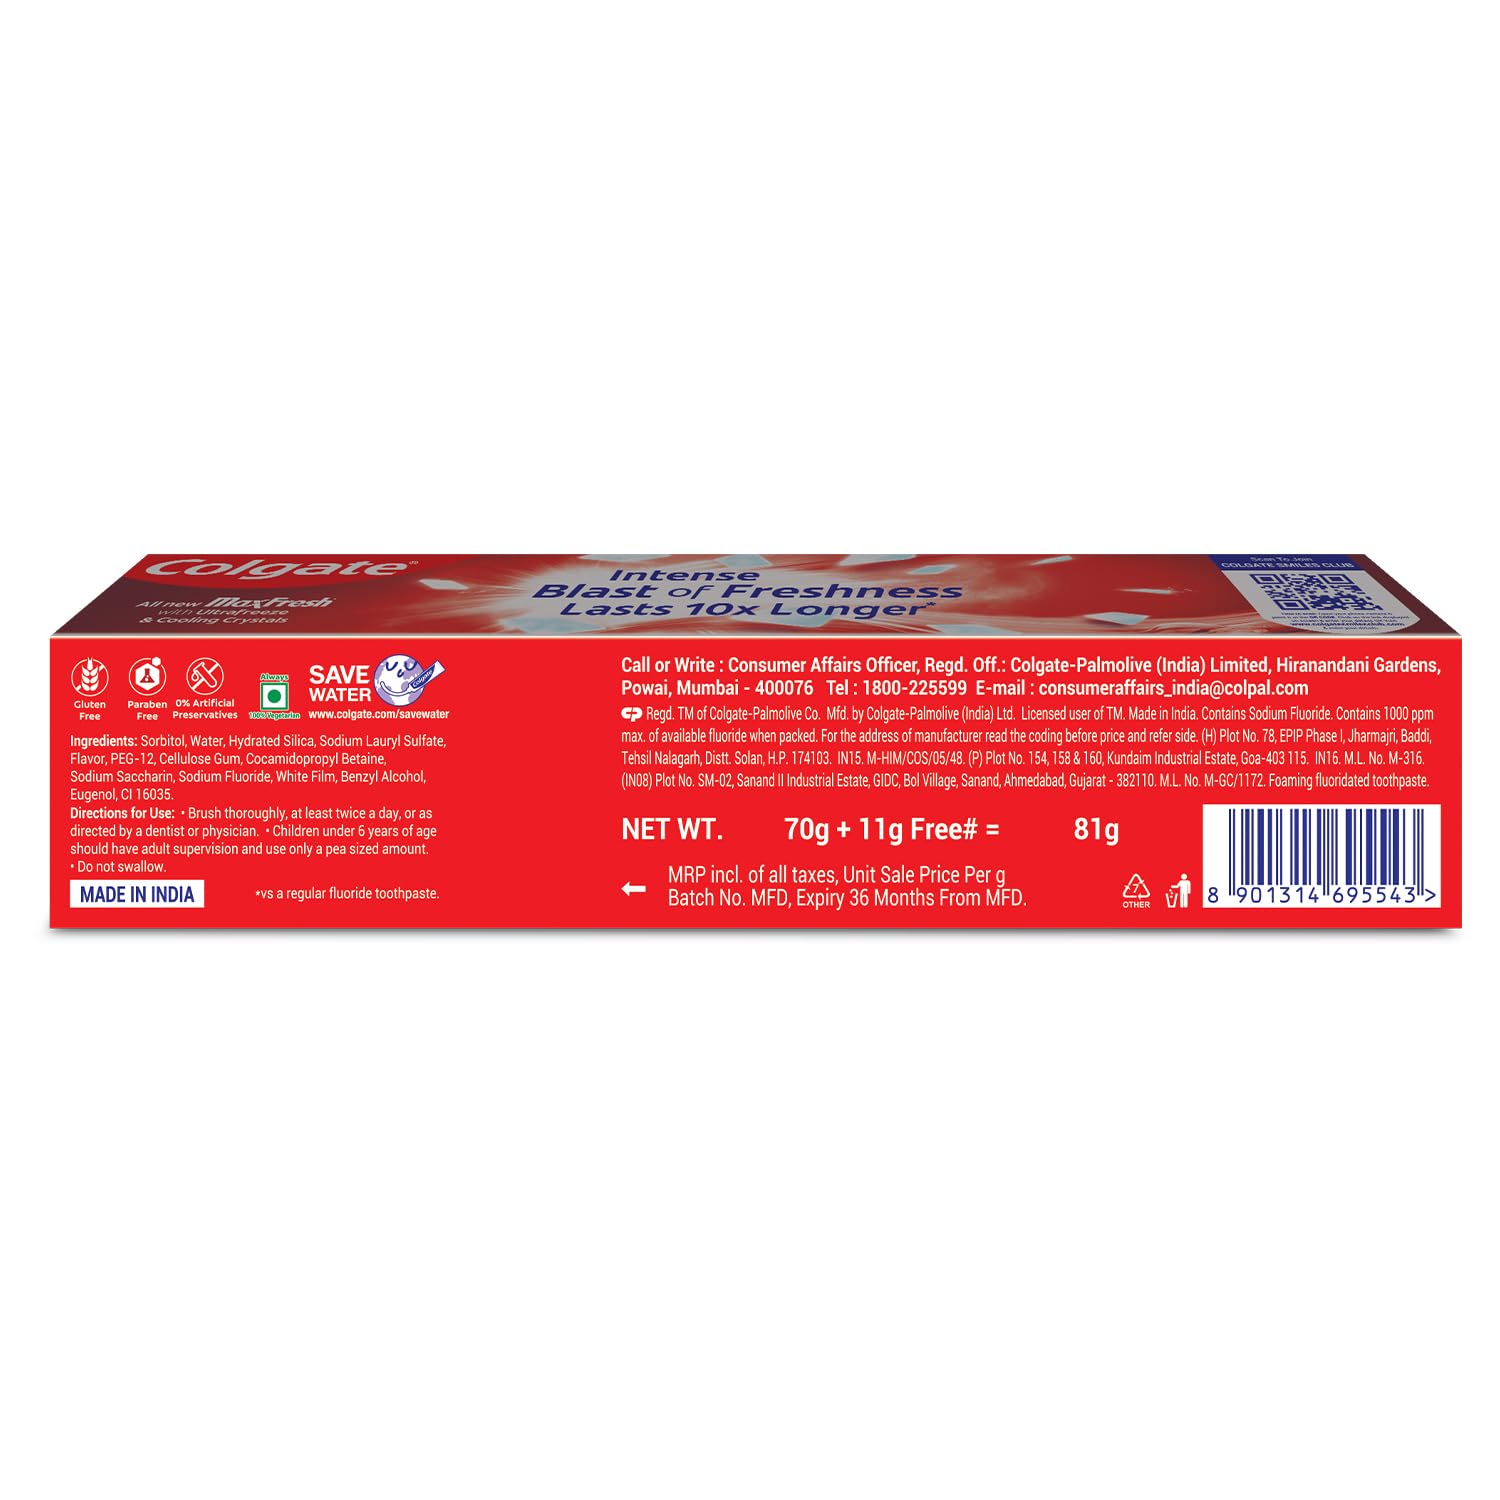 Colgate®
All new MaxFresh
with Ultrafreeze
& Cooling Crystals
Intense
Blast of Freshness
Lasts 10x Longer*
Scan To Join
COLGATE SMILES CLUB
Gluten
Free
Paraben
Free
0% Artificial
Preservatives
Always
100% Vegetarian
SAVE
WATER
Colgate
www.colgate.com/savewater
Ingredients: Sorbitol, Water, Hydrated Silica, Sodium Lauryl Sulfate,
Flavor, PEG-12, Cellulose Gum, Cocamidopropyl Betaine,
Sodium Saccharin, Sodium Fluoride, White Film, Benzyl Alcohol,
Eugenol, CI 16035.
Directions for Use: • Brush thoroughly, at least twice a day, or as
directed by a dentist or physician. • Children under 6 years of age
should have adult supervision and use only a pea sized amount.
• Do not swallow.
MADE IN INDIA
*vs a regular fluoride toothpaste.
Call or Write : Consumer Affairs Officer, Regd. Off.: Colgate-Palmolive (India) Limited, Hiranandani Gardens,
Powai, Mumbai - 400076 Tel : 1800-225599 E-mail : consumeraffairs_india@colpal.com
CP Regd. TM of Colgate-Palmolive Co. Mfd. by Colgate-Palmolive (India) Ltd. Licensed user of TM. Made in India. Contains Sodium Fluoride. Contains 1000 ppm
max. of available fluoride when packed. For the address of manufacturer read the coding before price and refer side. (H) Plot No. 78, EPIP Phase I, Jharmajri, Baddi,
Tehsil Nalagarh, Distt. Solan, H.P. 174103. IN15. M-HIM/COS/05/48. (P) Plot No. 154, 158 & 160, Kundaim Industrial Estate, Goa-403 115. IN16. M.L. No. M-316.
(IN08) Plot No. SM-02, Sanand II Industrial Estate, GIDC, Bol Village, Sanand, Ahmedabad, Gujarat - 382110. M.L. No. M-GC/1172. Foaming fluoridated toothpaste.
NET WT. 70g + 11g Free# = 81g
MRP incl. of all taxes, Unit Sale Price Per g
Batch No. MFD, Expiry 36 Months From MFD.
7
OTHER
8 901314 695543 >